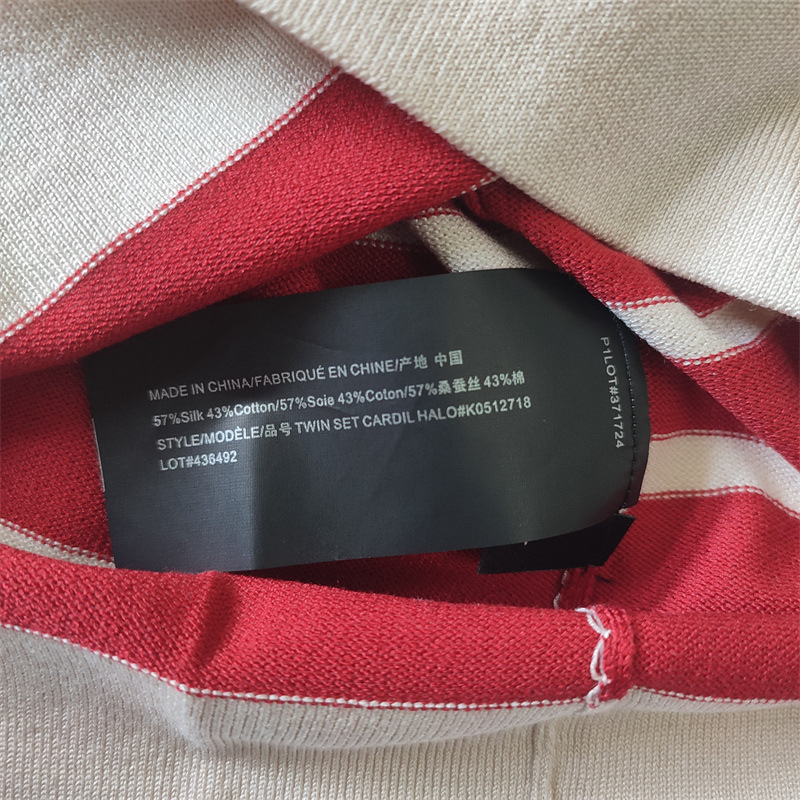 MADE IN CHINA/FABRIQUÉ EN CHINE/产地 中国
57%Silk 43%Cotton/57%Soie 43%Coton/57%桑蚕丝 43%棉
STYLE/MODÈLE/品号 TWIN SET CARDIL HALO#K0512718
LOT#436492
P1LOT#371724